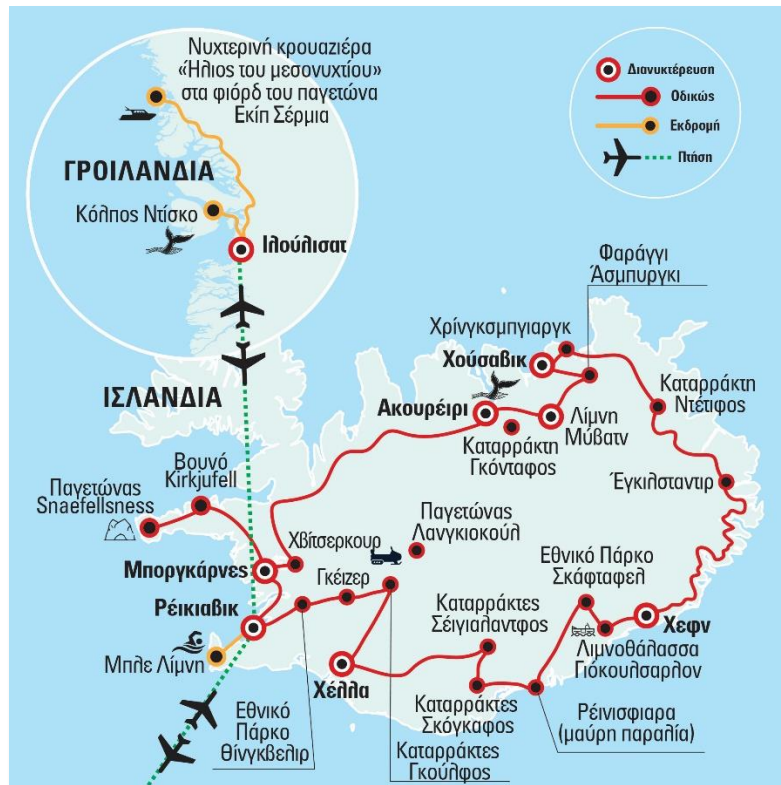 Νυχτερινή κρουαζιέρα
«Ήλιος του μεσονυχτίου»
στα φιόρδ του παγετώνα
Εκίπ Σέρμια
ΓΡΟΙΛΑΝΔΙΑ
Κόλπος Ντίσκο
Ιλούλισατ
Διανυκτέρευση
Οδικώς
Εκδρομή
Πτήση
Φαράγγι
Άσμπυργκι
Χρίνγκσμπγιαργκ
Χούσαβικ
ΙΣΛΑΝΔΙΑ
Ακουρέιρι
Καταρράκτη
Γκόνταφος
Λίμνη
Μύβατν
Καταρράκτη
Ντέτιφος
Έγκιλσταντιρ
Βουνό
Kirkjufell
Παγετώνας
Snaefellsness
Χβίτσερκουρ
Παγετώνας
Λανγκιοκούλ
Μποργκάρνες
Γκέιζερ
Ρέικιαβικ
Μπλε Λίμνη
Εθνικό
Πάρκο
Θίνγκβελιρ
Χέλλα
Καταρράκτες
Γκούλφος
Καταρράκτες
Σέιγιαλαντφος
Καταρράκτες
Σκόγκαφος
Εθνικό Πάρκο
Σκάφταφελ
Χεφν
Λιμνοθάλασσα
Γιόκουλσαρλον
Ρέινισφιαρα
(μαύρη παραλία)